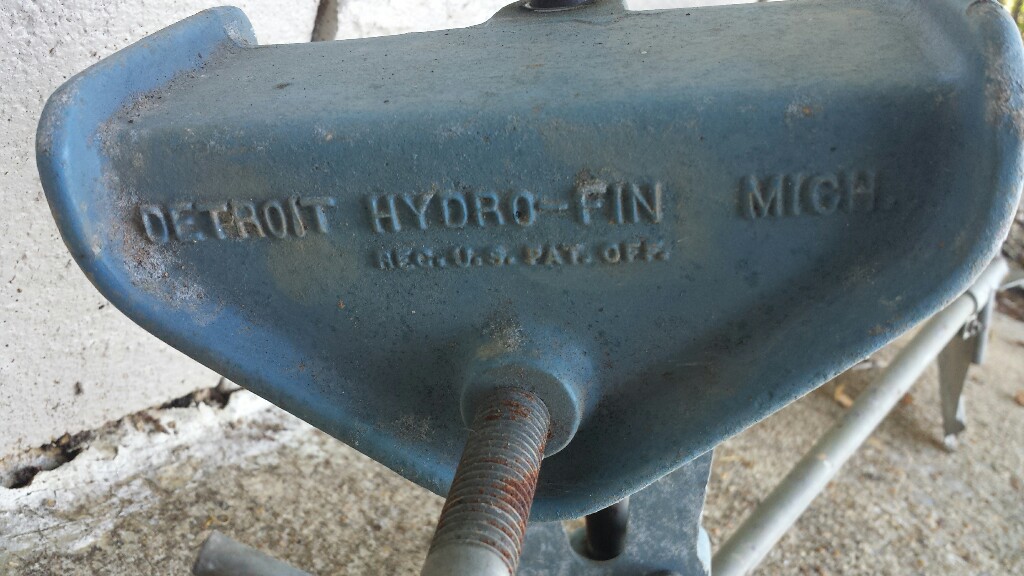 DETROIT HYDRO-FIN MICH.
REG. U.S. PAT. OFF.